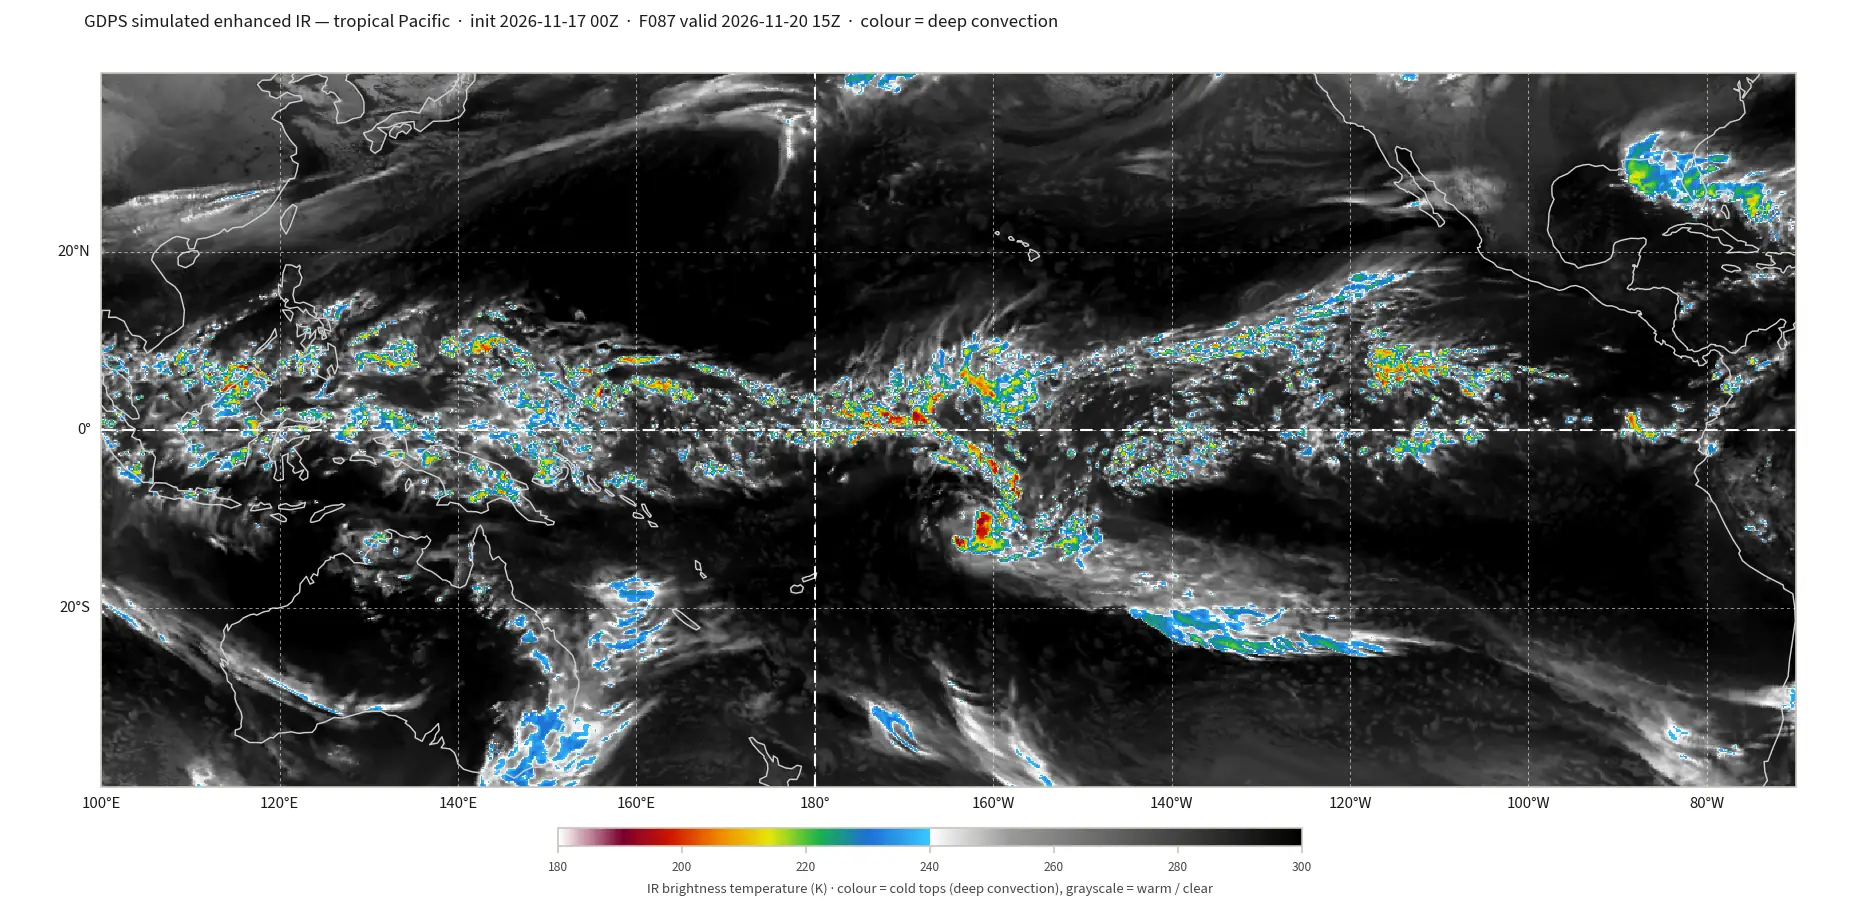 GDPS simulated enhanced IR — tropical Pacific · init 2026-11-17 00Z · F087 valid 2026-11-20 15Z · colour = deep convection
20°N
0°
20°S
100°E 120°E 140°E 160°E 180° 160°W 140°W 120°W 100°W 80°W
180 200 220 240 260 280 300
IR brightness temperature (K) · colour = cold tops (deep convection), grayscale = warm / clear